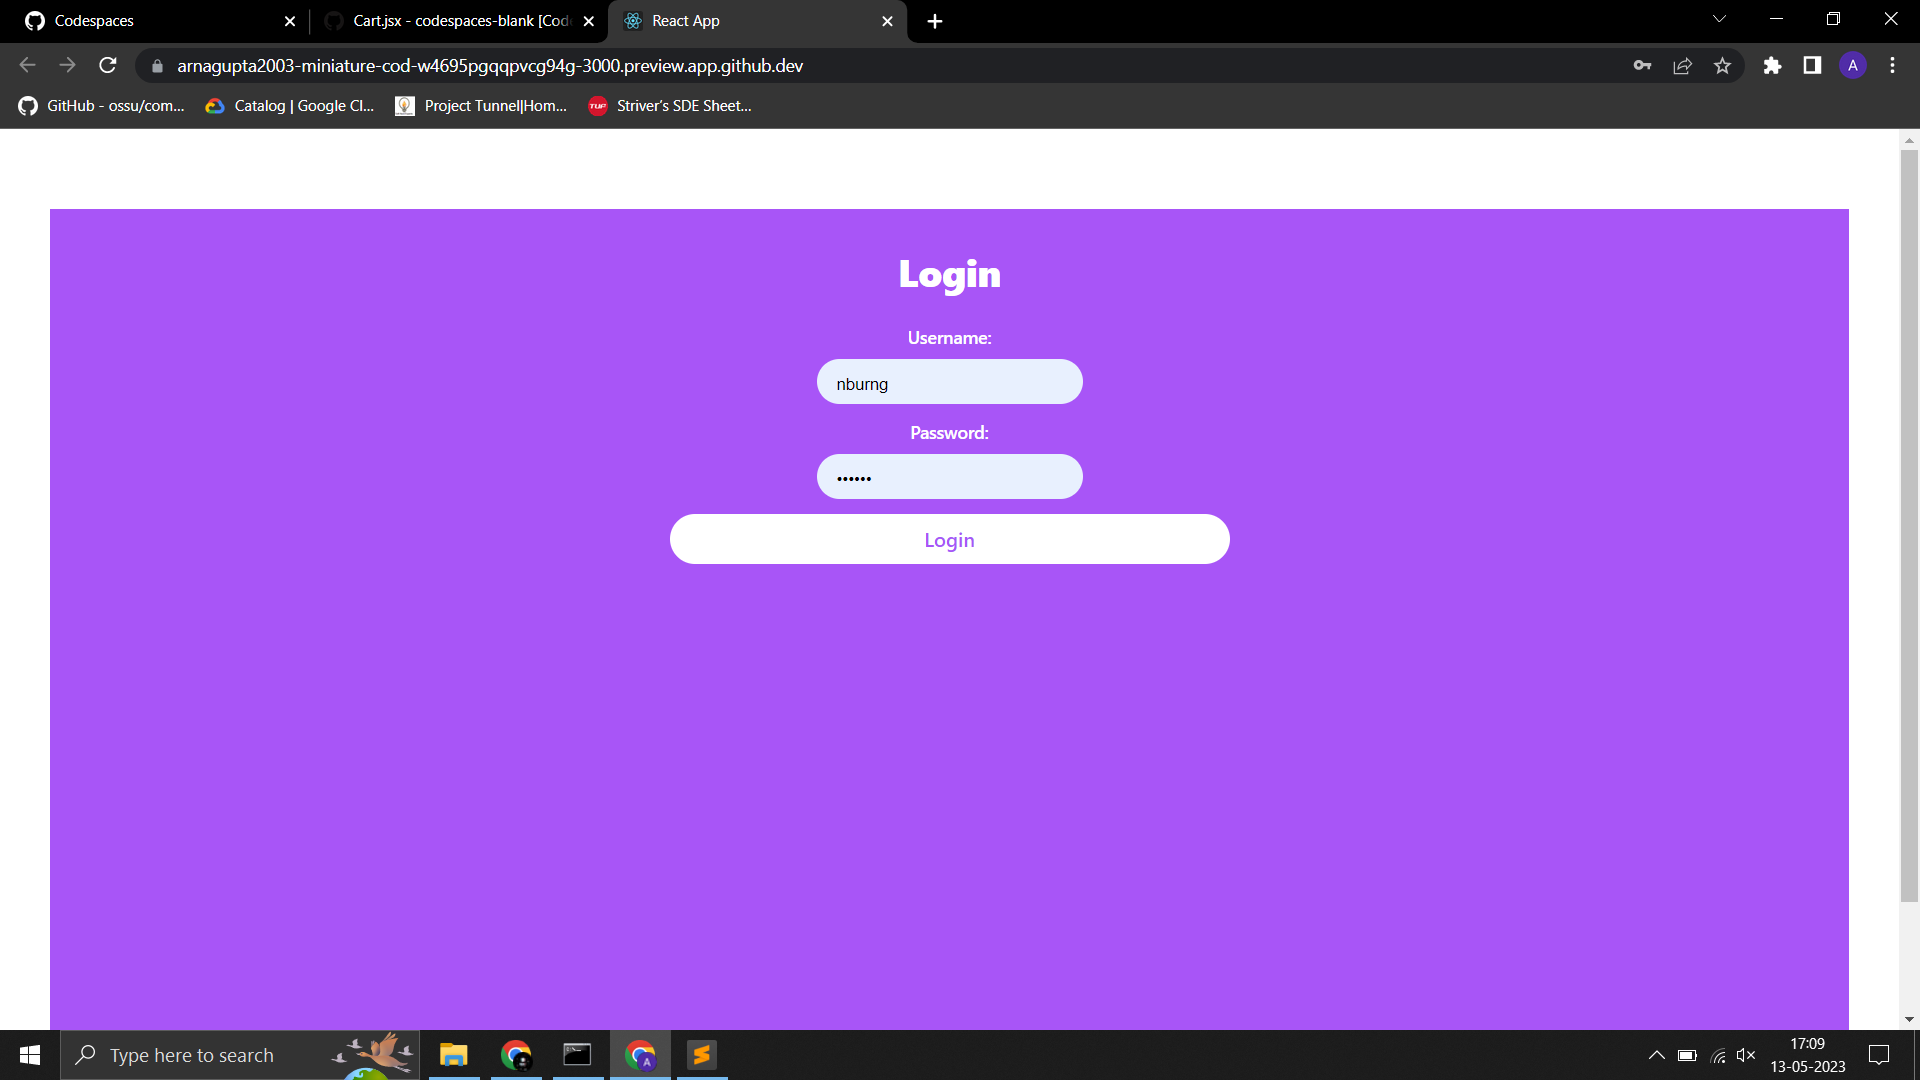 Codespaces
Cart.jsx - codespaces-blank [Cod
React App
arnagupta2003-miniature-cod-w4695pgqqpvcg94g-3000.preview.app.github.dev
A
GitHub - ossu/com...
Catalog | Google Cl...
Project Tunnel|Hom...
TUF
Striver's SDE Sheet...
Login
Username:
nburng
Password:
••••••
Login
Type here to search
A
17:09
13-05-2023